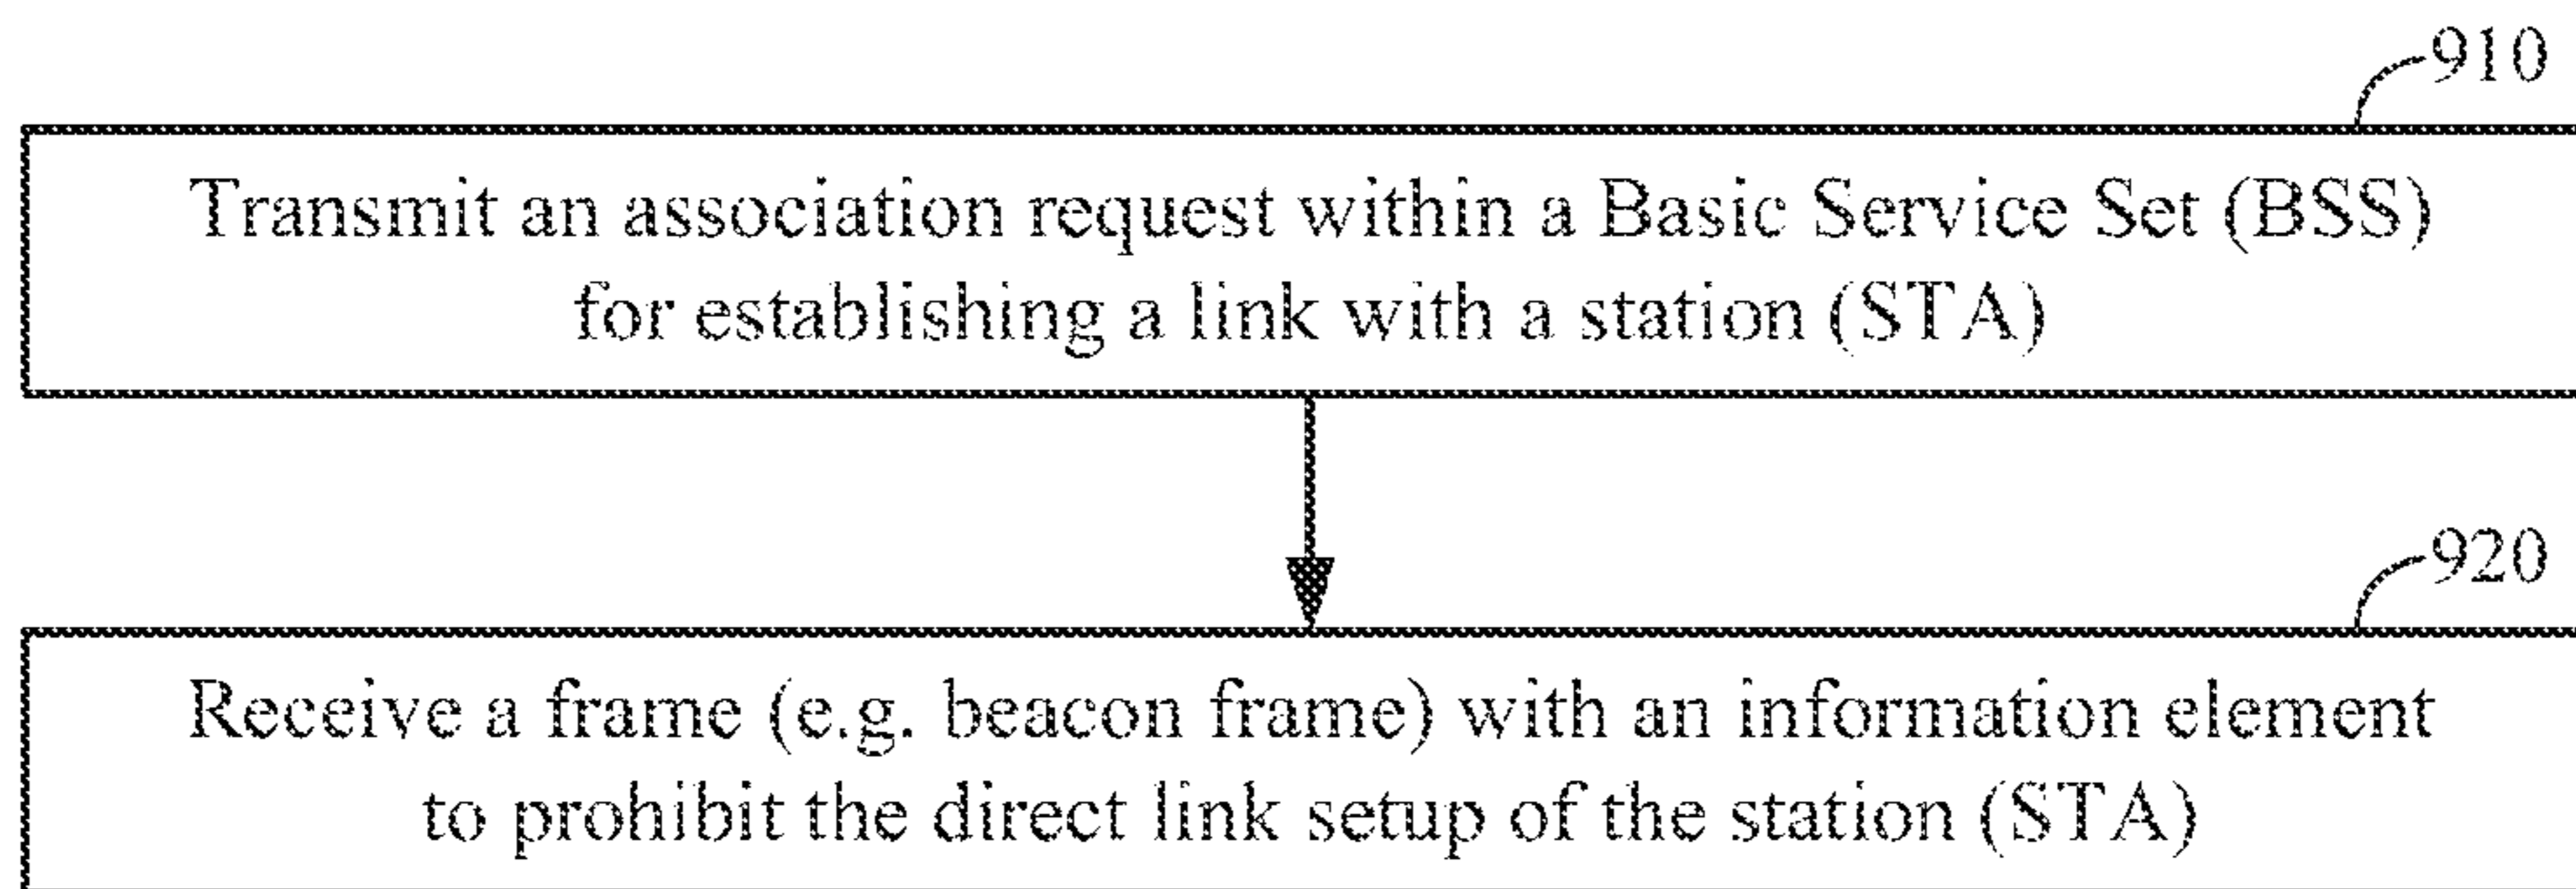 910
Transmit an association request within a Basic Service Set (BSS)
for establishing a link with a station (STA)
920
Receive a frame (e.g. beacon frame) with an information element
to prohibit the direct link setup of the station (STA)